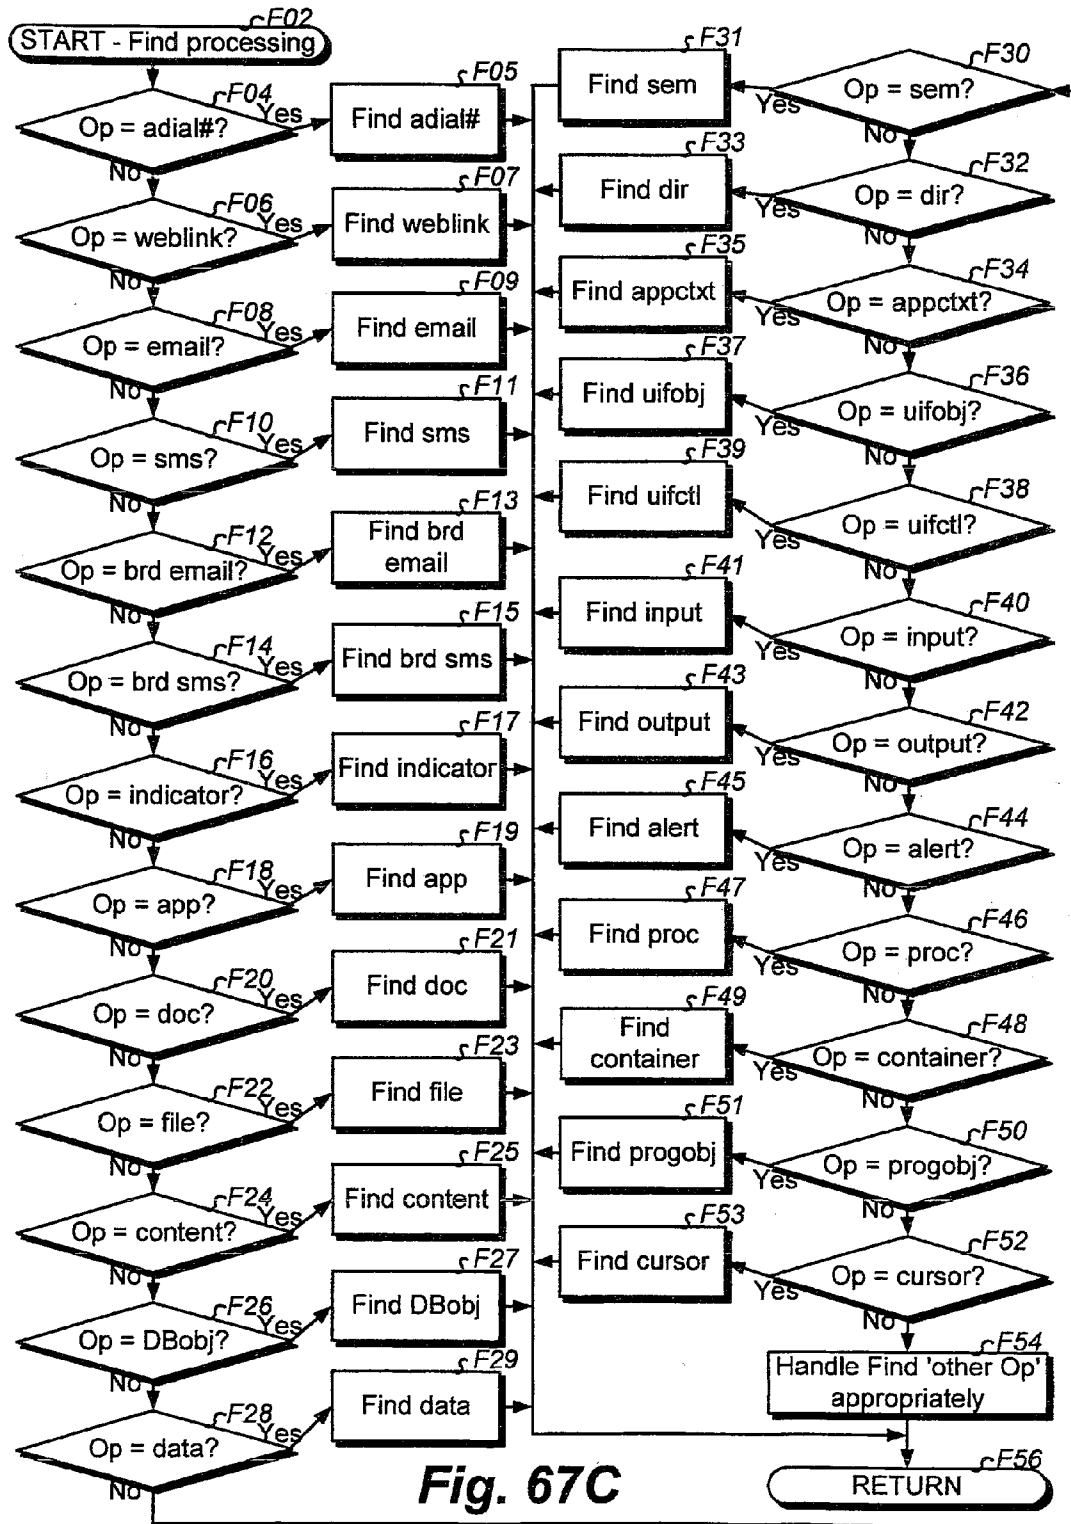 F02
START - Find processing
F04
Op = adial#?
Yes
No
F05
Find adial#
F06
Op = weblink?
Yes
No
F07
Find weblink
F08
Op = email?
Yes
No
F09
Find email
F10
Op = sms?
Yes
No
F11
Find sms
F12
Op = brd email?
Yes
No
F13
Find brd
email
F14
Op = brd sms?
Yes
No
F15
Find brd sms
F16
Op = indicator?
Yes
No
F17
Find indicator
F18
Op = app?
Yes
No
F19
Find app
F20
Op = doc?
Yes
No
F21
Find doc
F22
Op = file?
Yes
No
F23
Find file
F24
Op = content?
Yes
No
F25
Find content
F26
Op = DBobj?
Yes
No
F27
Find DBobj
F28
Op = data?
Yes
No
F29
Find data
F30
Op = sem?
Yes
No
F31
Find sem
F32
Op = dir?
Yes
No
F33
Find dir
F34
Op = appctxt?
Yes
No
F35
Find appctxt
F36
Op = uifobj?
Yes
No
F37
Find uifobj
F38
Op = uifctl?
Yes
No
F39
Find uifctl
F40
Op = input?
Yes
No
F41
Find input
F42
Op = output?
Yes
No
F43
Find output
F44
Op = alert?
Yes
No
F45
Find alert
F46
Op = proc?
Yes
No
F47
Find proc
F48
Op = container?
Yes
No
F49
Find
container
F50
Op = progobj?
Yes
No
F51
Find progobj
F52
Op = cursor?
Yes
No
F53
Find cursor
F54
Handle Find 'other Op'
appropriately
F56
RETURN
Fig. 67C